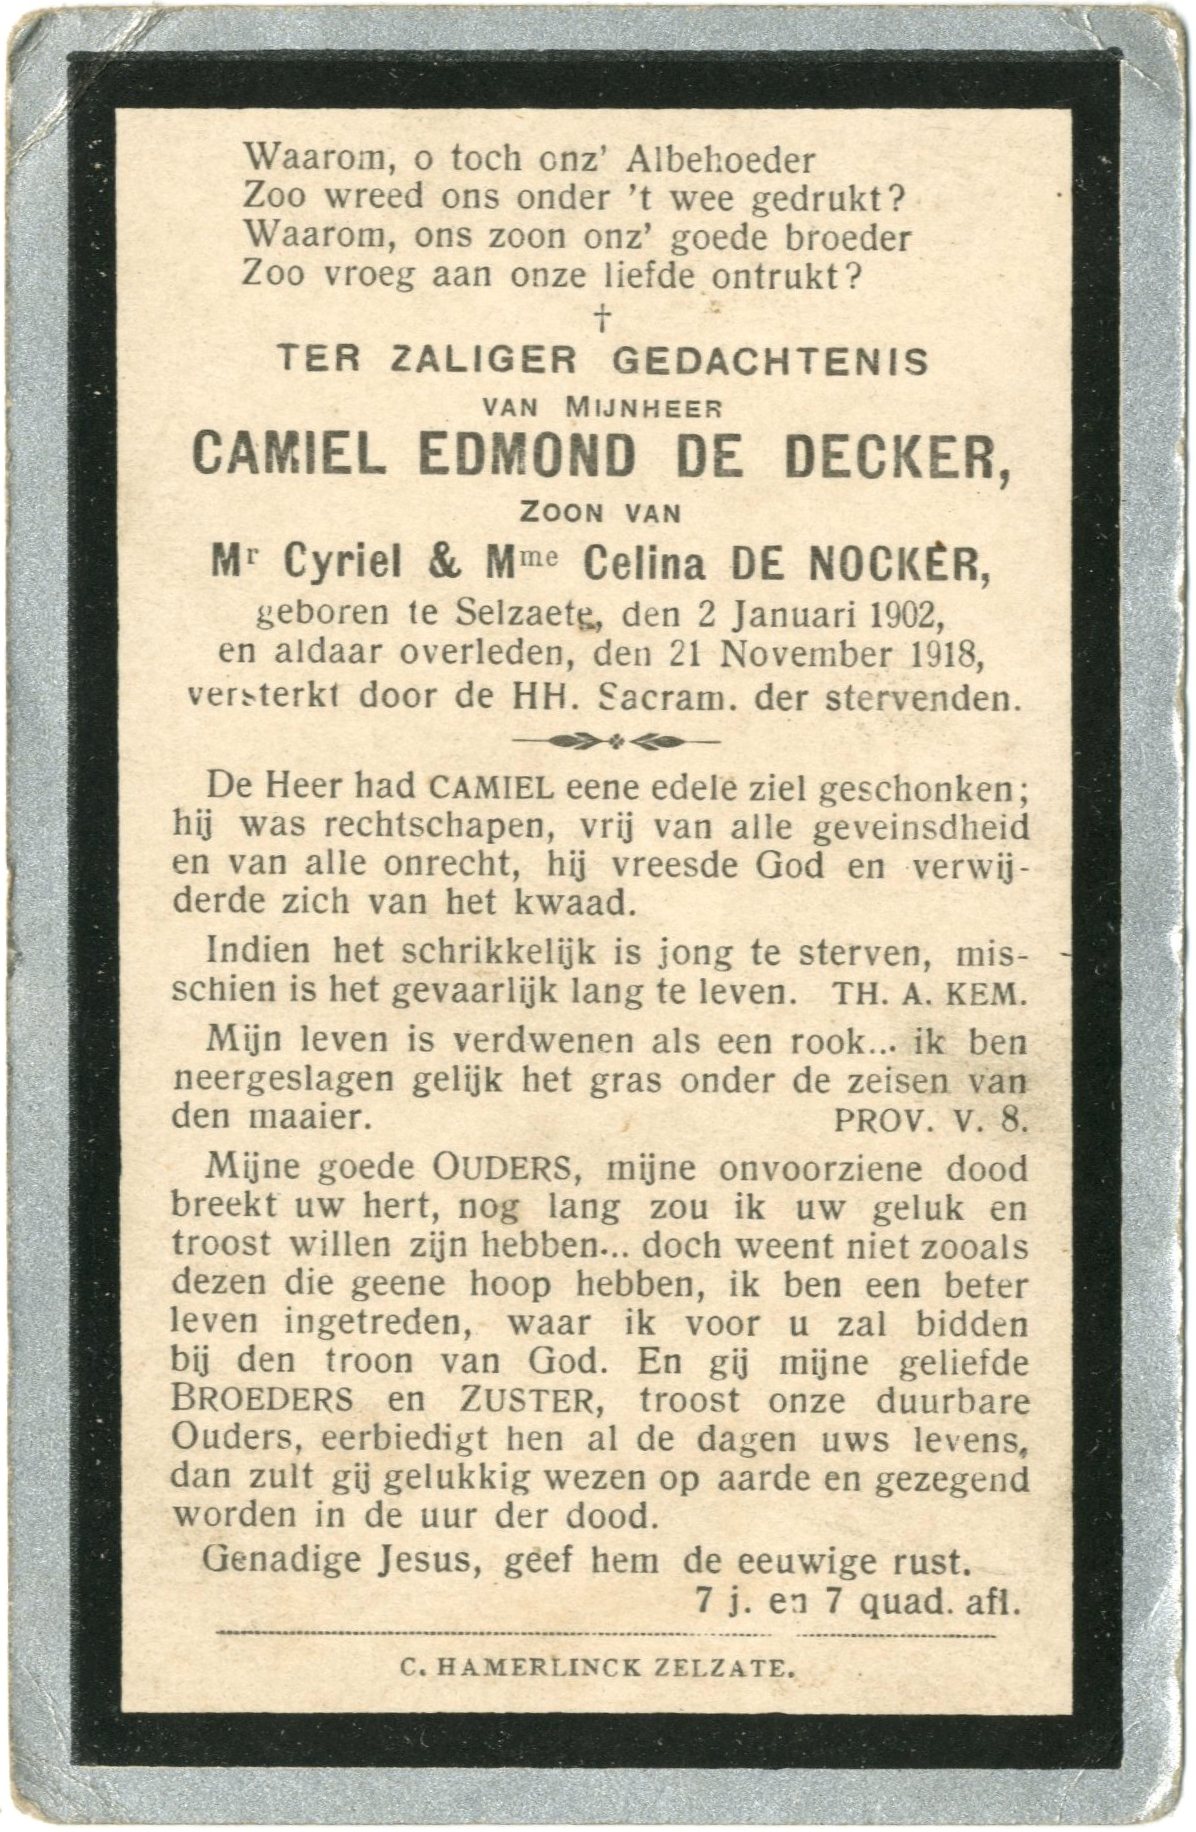 Waarom, o toch onz' Albehoeder
Zoo wreed ons onder 't wee gedrukt?
Waarom, ons zoon onz' goede broeder
Zoo vroeg aan onze liefde ontrukt?
†
TER ZALIGER GEDACHTENIS
VAN MIJNHEER
CAMIEL EDMOND DE DECKER,
ZOON VAN
Mr Cyriel & Mme Celina DE NOCKER,
geboren te Selzaete, den 2 Januari 1902,
en aldaar overleden, den 21 November 1918,
versterkt door de HH. Sacram. der stervenden.
De Heer had CAMIEL eene edele ziel geschonken;
hij was rechtschapen, vrij van alle geveinsdheid
en van alle onrecht, hij vreesde God en verwij-
derde zich van het kwaad.
Indien het schrikkelijk is jong te sterven, mis-
schien is het gevaarlijk lang te leven. TH. A. KEM.
Mijn leven is verdwenen als een rook... ik ben
neergeslagen gelijk het gras onder de zeisen van
den maaier. PROV. V. 8.
Mijne goede OUDERS, mijne onvoorziene dood
breekt uw hert, nog lang zou ik uw geluk en
troost willen zijn hebben... doch weent niet zooals
dezen die geene hoop hebben, ik ben een beter
leven ingetreden, waar ik voor u zal bidden
bij den troon van God. En gij mijne geliefde
BROEDERS en ZUSTER, troost onze duurbare
Ouders, eerbiedigt hen al de dagen uws levens,
dan zult gij gelukkig wezen op aarde en gezegend
worden in de uur der dood.
Genadige Jesus, geef hem de eeuwige rust.
7 j. en 7 quad. afl.
C. HAMERLINCK ZELZATE.